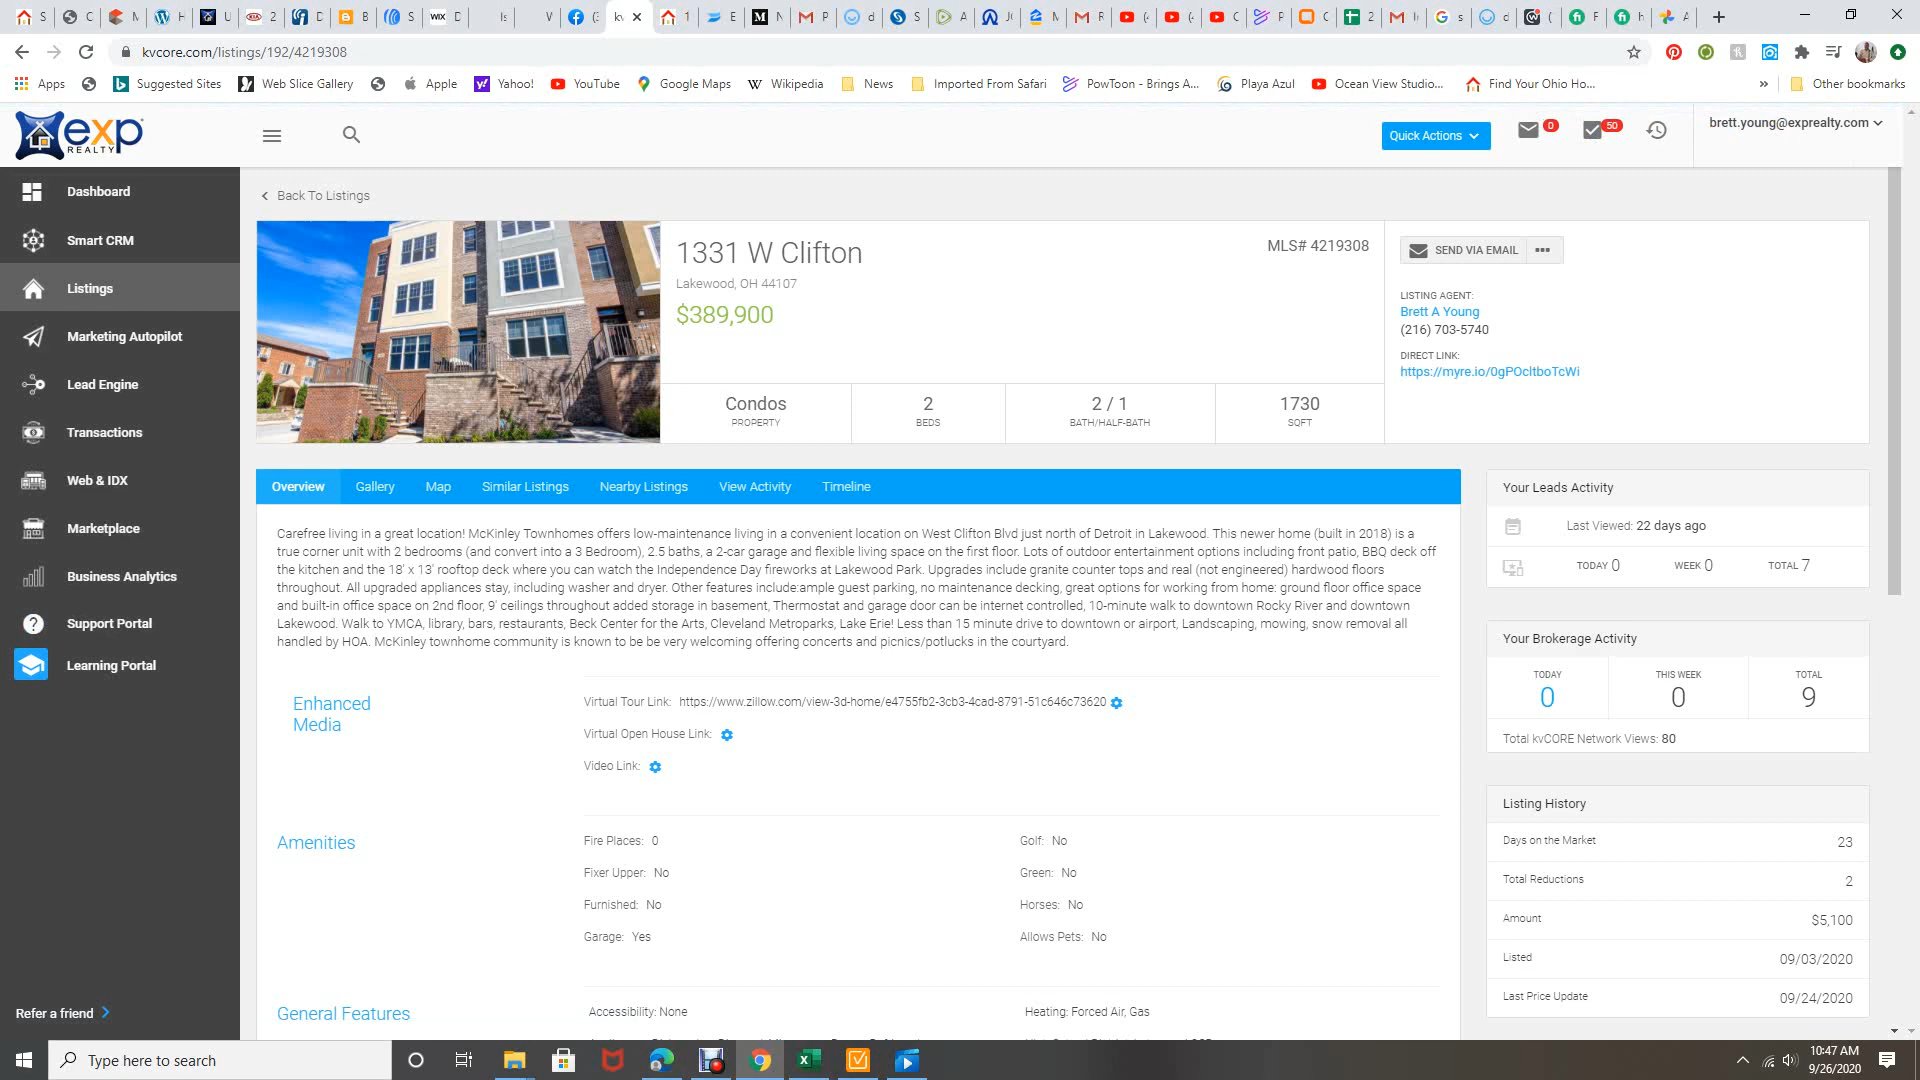 kvcore.com/listings/192/4219308
Apps
Suggested Sites
Web Slice Gallery
Apple
Yahoo!
YouTube
Google Maps
Wikipedia
News
Imported From Safari
PowToon - Brings A...
Playa Azul
Ocean View Studio...
Find Your Ohio Ho...
»
Other bookmarks
exp
REALTY
Quick Actions
0
50
brett.young@exprealty.com
Dashboard
Smart CRM
Listings
Marketing Autopilot
Lead Engine
Transactions
Web & IDX
Marketplace
Business Analytics
Support Portal
Learning Portal
Refer a friend
Back To Listings
1331 W Clifton
MLS# 4219308
Lakewood, OH 44107
$389,900
Condos
PROPERTY
2
BEDS
2 / 1
BATH/HALF-BATH
1730
SQFT
SEND VIA EMAIL
LISTING AGENT:
Brett A Young
(216) 703-5740
DIRECT LINK:
https://myre.io/0gPOcItboTcWi
Overview Gallery Map Similar Listings Nearby Listings View Activity Timeline
Carefree living in a great location! McKinley Townhomes offers low-maintenance living in a convenient location on West Clifton Blvd just north of Detroit in Lakewood. This newer home (built in 2018) is a
true corner unit with 2 bedrooms (and convert into a 3 Bedroom), 2.5 baths, a 2-car garage and flexible living space on the first floor. Lots of outdoor entertainment options including front patio, BBQ deck off
the kitchen and the 18' x 13' rooftop deck where you can watch the Independence Day fireworks at Lakewood Park. Upgrades include granite counter tops and real (not engineered) hardwood floors
throughout. All upgraded appliances stay, including washer and dryer. Other features include:ample guest parking, no maintenance decking, great options for working from home: ground floor office space
and built-in office space on 2nd floor, 9' ceilings throughout added storage in basement, Thermostat and garage door can be internet controlled, 10-minute walk to downtown Rocky River and downtown
Lakewood. Walk to YMCA, library, bars, restaurants, Beck Center for the Arts, Cleveland Metroparks, Lake Erie! Less than 15 minute drive to downtown or airport, Landscaping, mowing, snow removal all
handled by HOA. McKinley townhome community is known to be be very welcoming offering concerts and picnics/potlucks in the courtyard.
Enhanced
Media
Virtual Tour Link: https://www.zillow.com/view-3d-home/e4755fb2-3cb3-4cad-8791-51c646c73620
Virtual Open House Link:
Video Link:
Amenities
Fire Places: 0
Golf: No
Fixer Upper: No
Green: No
Furnished: No
Horses: No
Garage: Yes
Allows Pets: No
General Features
Accessibility: None
Heating: Forced Air, Gas
Your Leads Activity
Last Viewed: 22 days ago
TODAY 0
WEEK 0
TOTAL 7
Your Brokerage Activity
TODAY
0
THIS WEEK
0
TOTAL
9
Total kvCORE Network Views: 80
Listing History
Days on the Market 23
Total Reductions 2
Amount $5,100
Listed 09/03/2020
Last Price Update 09/24/2020
Type here to search
10:47 AM
9/26/2020